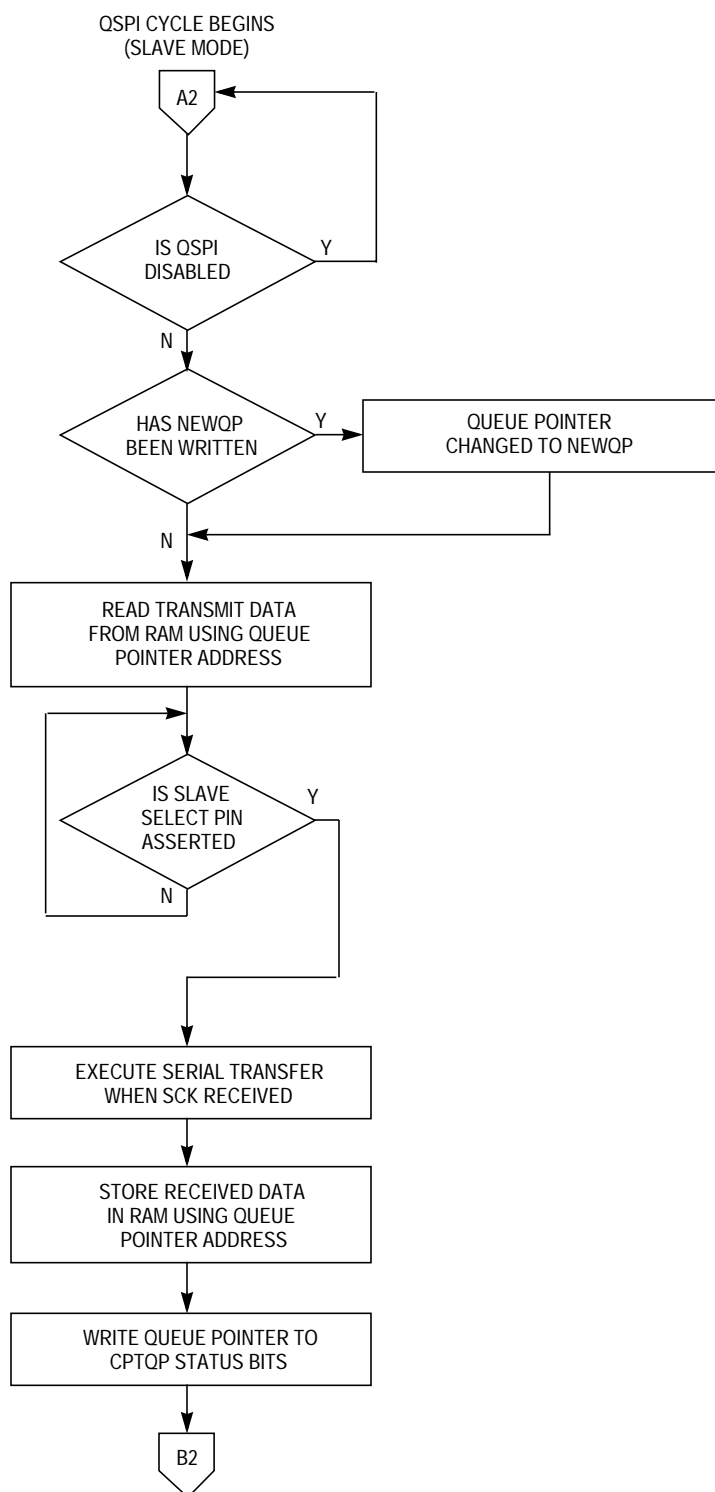 QSPI CYCLE BEGINS
(SLAVE MODE)
A2
IS QSPI
DISABLED
Y
N
HAS NEWQP
BEEN WRITTEN
Y
QUEUE POINTER
CHANGED TO NEWQP
N
READ TRANSMIT DATA
FROM RAM USING QUEUE
POINTER ADDRESS
IS SLAVE
SELECT PIN
ASSERTED
Y
N
EXECUTE SERIAL TRANSFER
WHEN SCK RECEIVED
STORE RECEIVED DATA
IN RAM USING QUEUE
POINTER ADDRESS
WRITE QUEUE POINTER TO
CPTQP STATUS BITS
B2